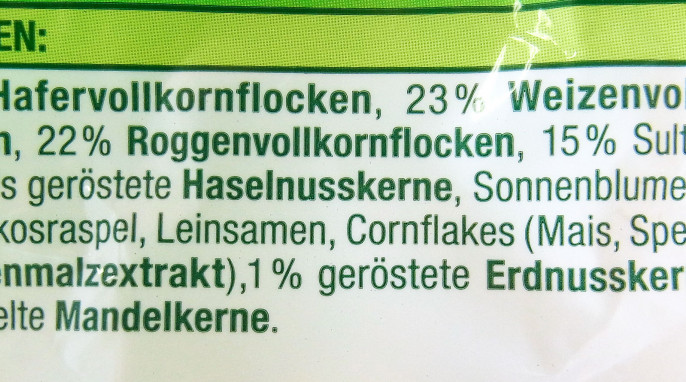 EN:
Hafervollkornflocken, 23% Weizenvo
n, 22% Roggenvollkornflocken, 15% Sult
s geröstete Haselnusskerne, Sonnenblume
kosraspel, Leinsamen, Cornflakes (Mais, Spe
enmalzextrakt),1% geröstete Erdnussker
elte Mandelkerne.